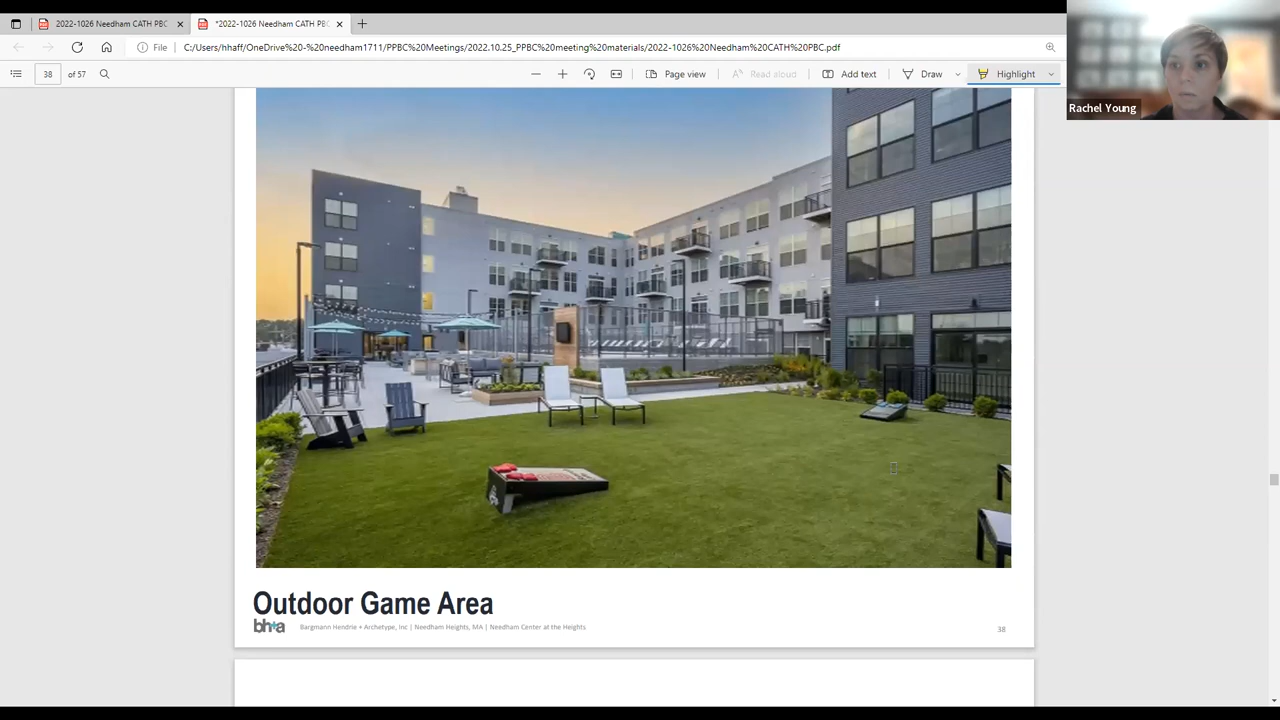 2022-1026 Needham CATH PBC
*2022-1026 Needham CATH PBC
File
C:/Users/hhaff/OneDrive%20-%20needham1711/PPBC%20Meetings/2022.10.25_PPBC%20meeting%20materials/2022-1026%20Needham%20CATH%20PBC.pdf
38 of 57
Page view
Read aloud
Add text
Draw
Highlight
Rachel Young
Outdoor Game Area
bh+a Bargmann Hendrie + Archetype, Inc | Needham Heights, MA | Needham Center at the Heights
38